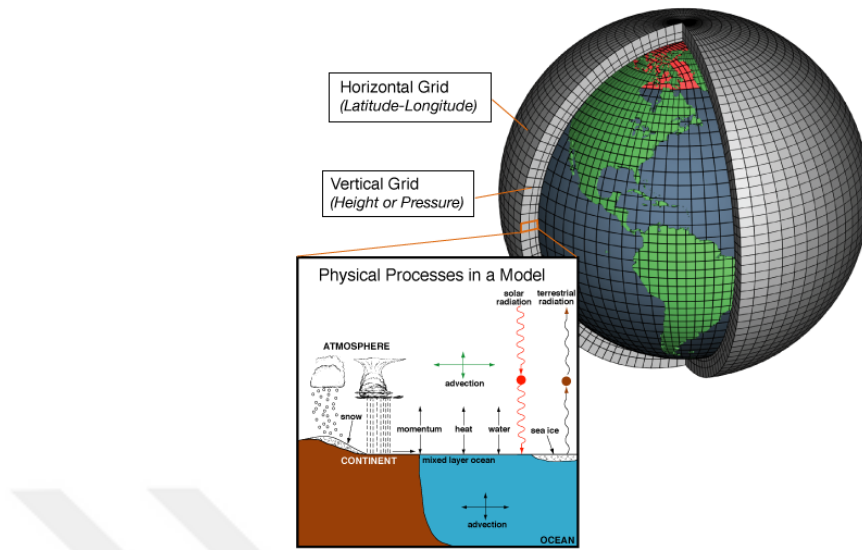 Horizontal Grid
(Latitude-Longitude)
Vertical Grid
(Height or Pressure)
Physical Processes in a Model
solar
radiation
terrestrial
radiation
ATMOSPHERE
advection
snow
momentum
heat
water
sea ice
CONTINENT
mixed layer ocean
advection
OCEAN